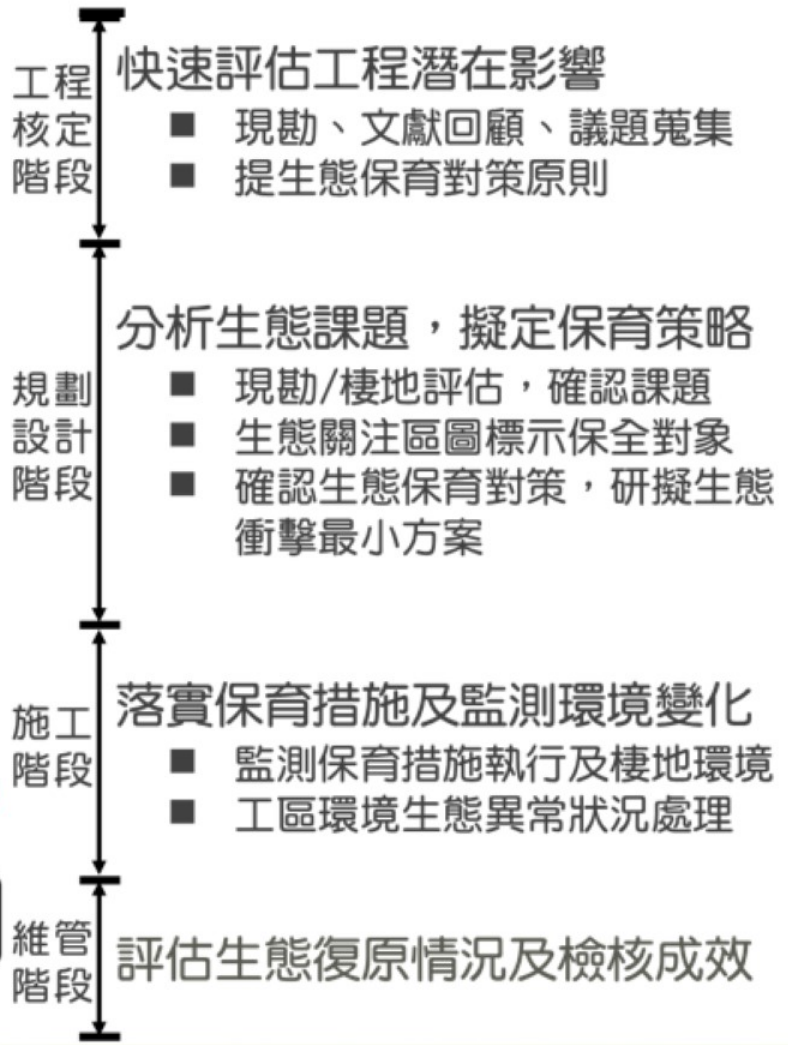 工程
核定
階段
快速評估工程潛在影響
■ 現勘、文獻回顧、議題蒐集
■ 提生態保育對策原則
規劃
設計
階段
分析生態課題，擬定保育策略
■ 現勘/棲地評估，確認課題
■ 生態關注區圖標示保全對象
■ 確認生態保育對策，研擬生態
衝擊最小方案
施工
階段
落實保育措施及監測環境變化
■ 監測保育措施執行及棲地環境
■ 工區環境生態異常狀況處理
維管
階段
評估生態復原情況及檢核成效